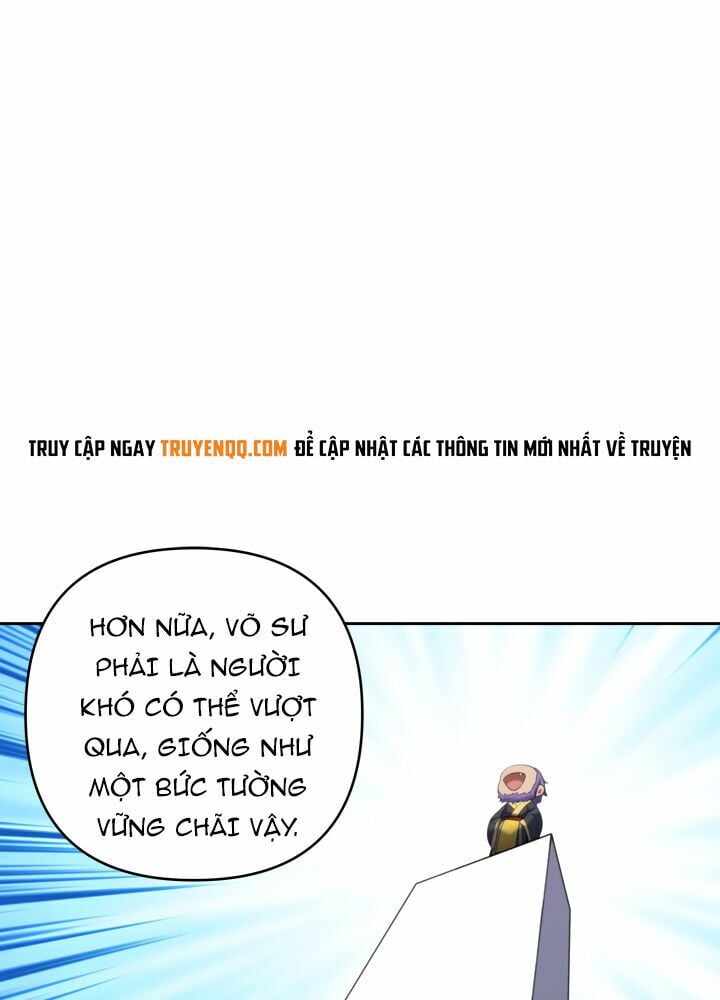 TRUY CẬP NGAY TRUYENQQ.COM ĐỂ CẬP NHẬT CÁC THÔNG TIN MỚI NHẤT VỀ TRUYỆN
HƠN NỮA, VÕ SƯ
PHẢI LÀ NGƯỜI
KHÓ CÓ THỂ VƯỢT
QUA, GIỐNG NHƯ
MỘT BỨC TƯỜNG
VỮNG CHÃI VẬY.